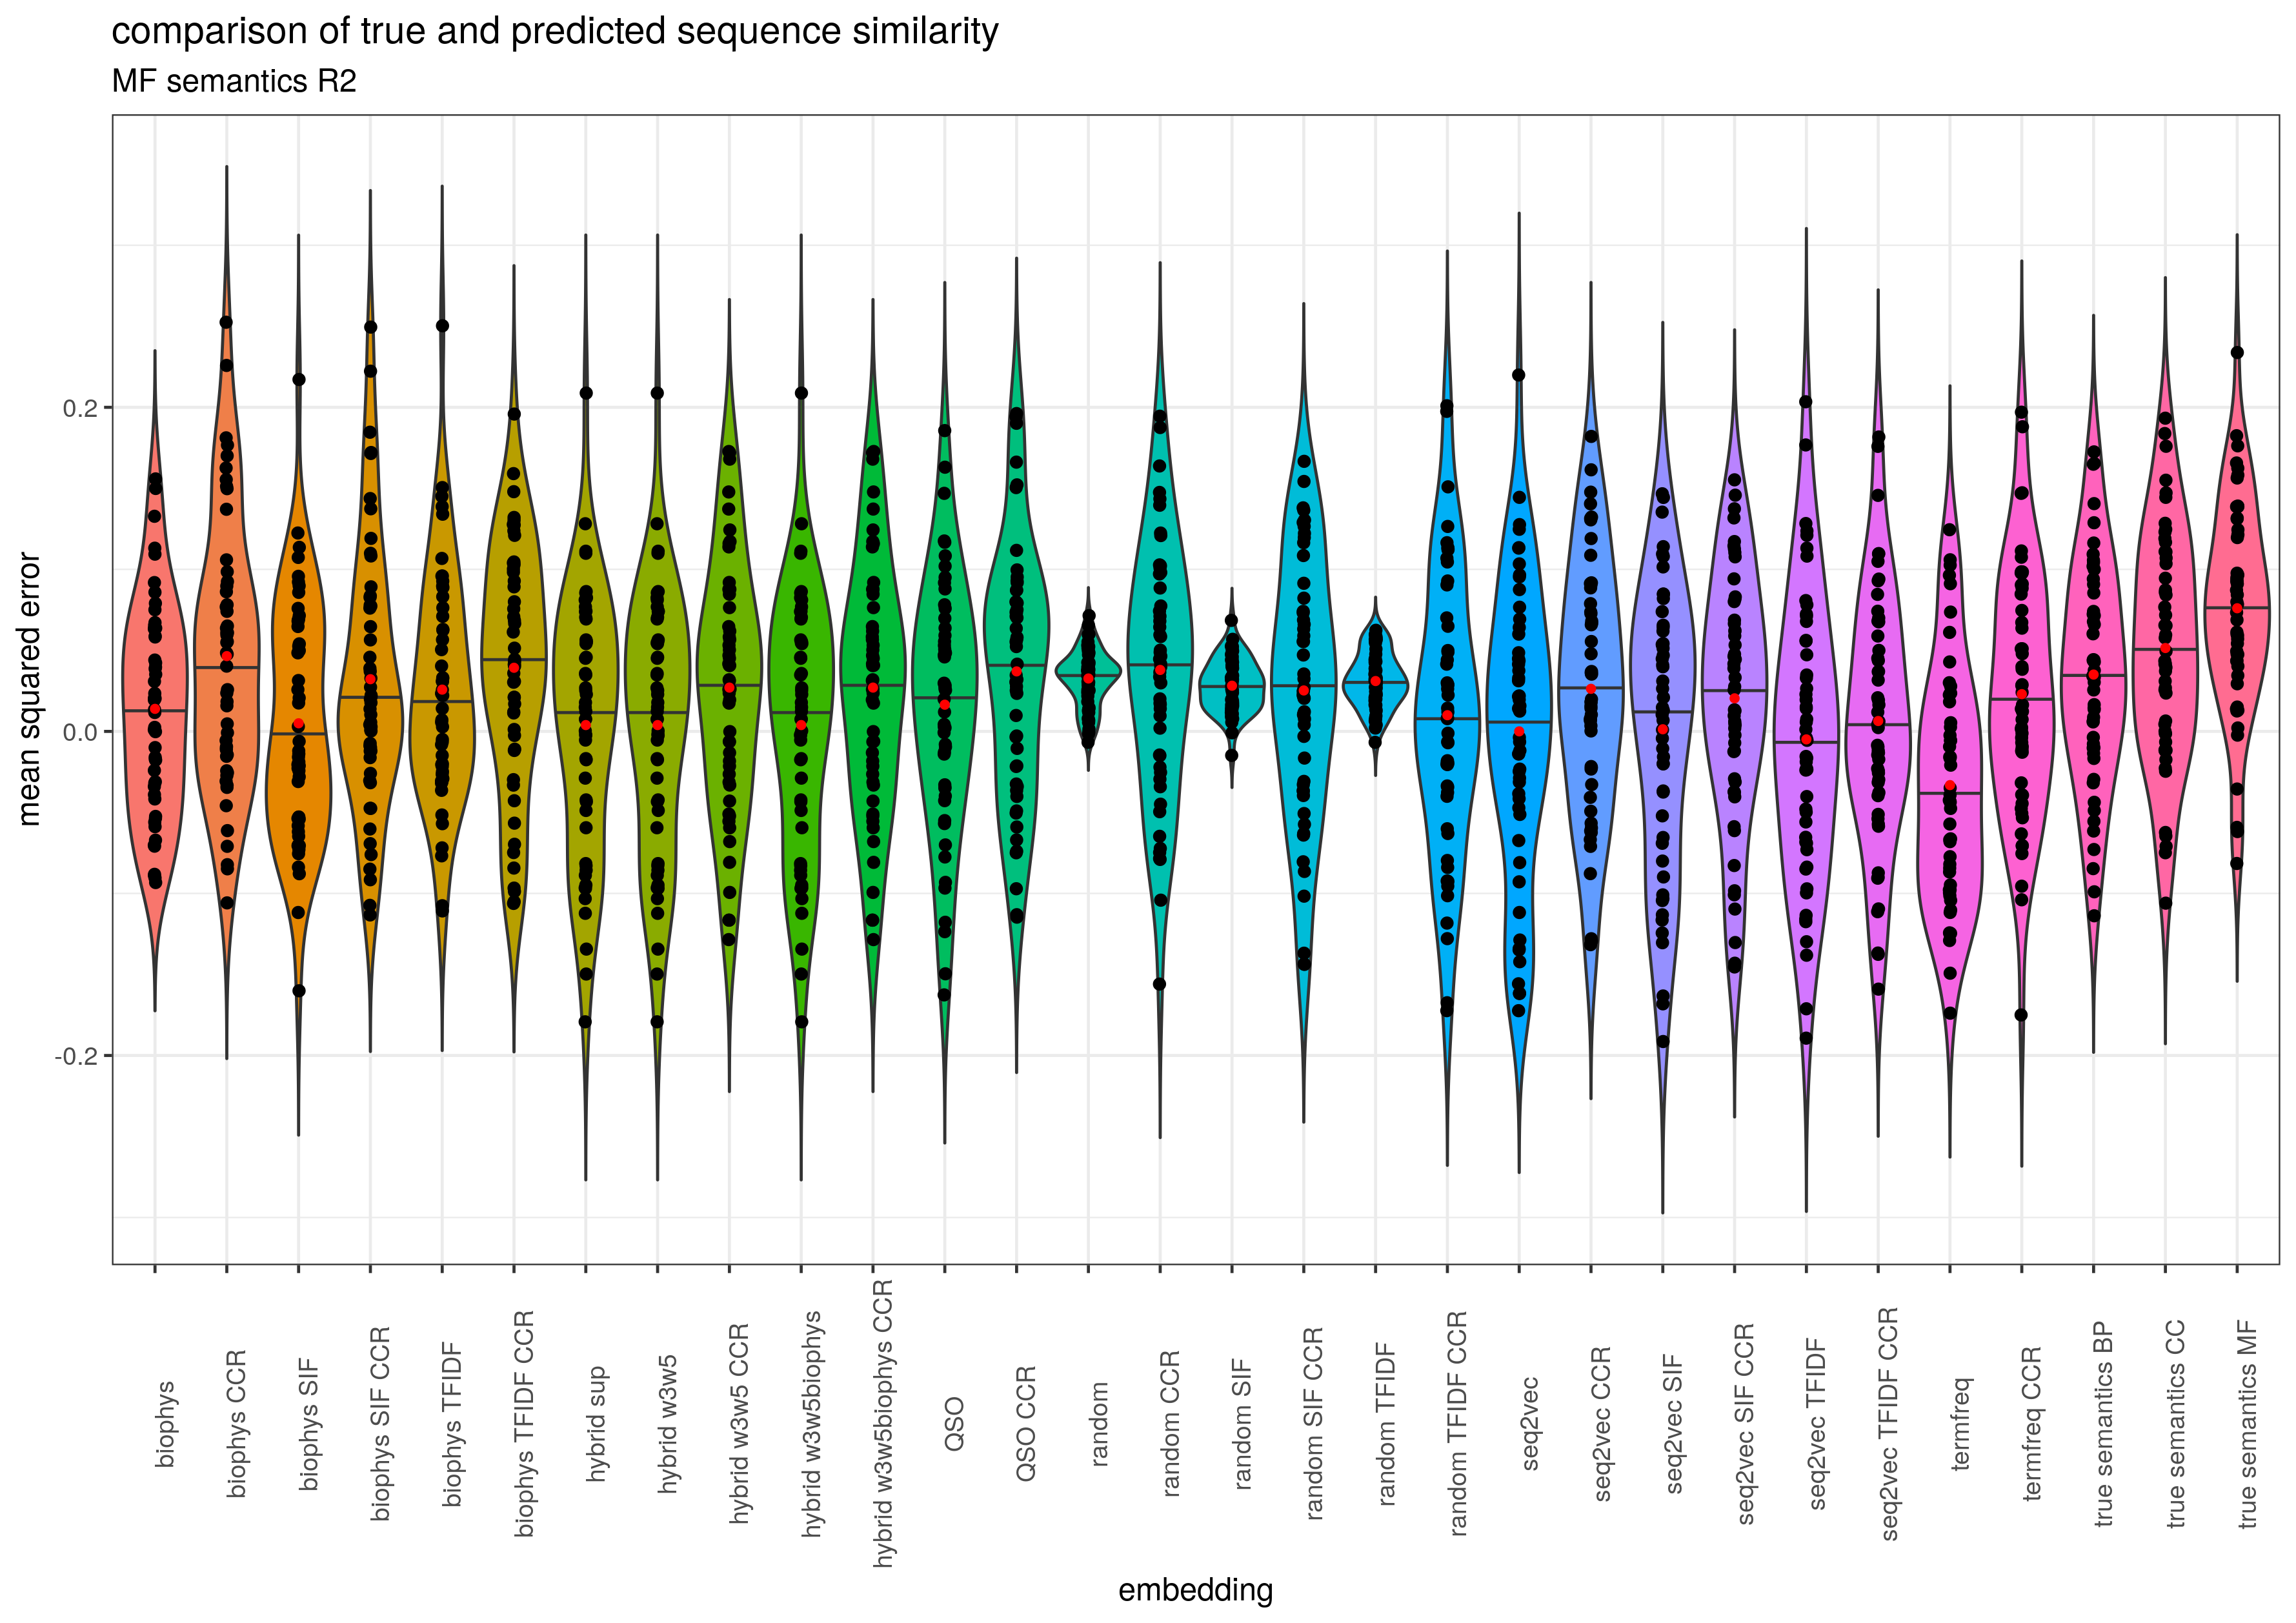 comparison of true and predicted sequence similarity
MF semantics R2
mean squared error
0.2
0.0
-0.2
biophys
biophys CCR
biophys SIF
biophys SIF CCR
biophys TFIDF
biophys TFIDF CCR
hybrid sup
hybrid w3w5
hybrid w3w5 CCR
hybrid w3w5biophys
hybrid w3w5biophys CCR
QSO
QSO CCR
random
random CCR
random SIF
random SIF CCR
random TFIDF
random TFIDF CCR
seq2vec
seq2vec CCR
seq2vec SIF
seq2vec SIF CCR
seq2vec TFIDF
seq2vec TFIDF CCR
termfreq
termfreq CCR
true semantics BP
true semantics CC
true semantics MF
embedding